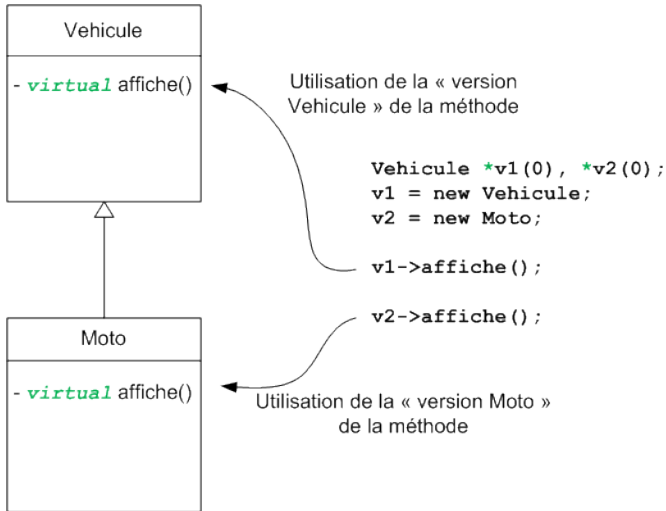 Vehicule
- virtual affiche()
Utilisation de la « version
Vehicule » de la méthode
Vehicule *v1(0), *v2(0);
v1 = new Vehicule;
v2 = new Moto;
v1->affiche();
v2->affiche();
Moto
- virtual affiche()
Utilisation de la « version Moto »
de la méthode